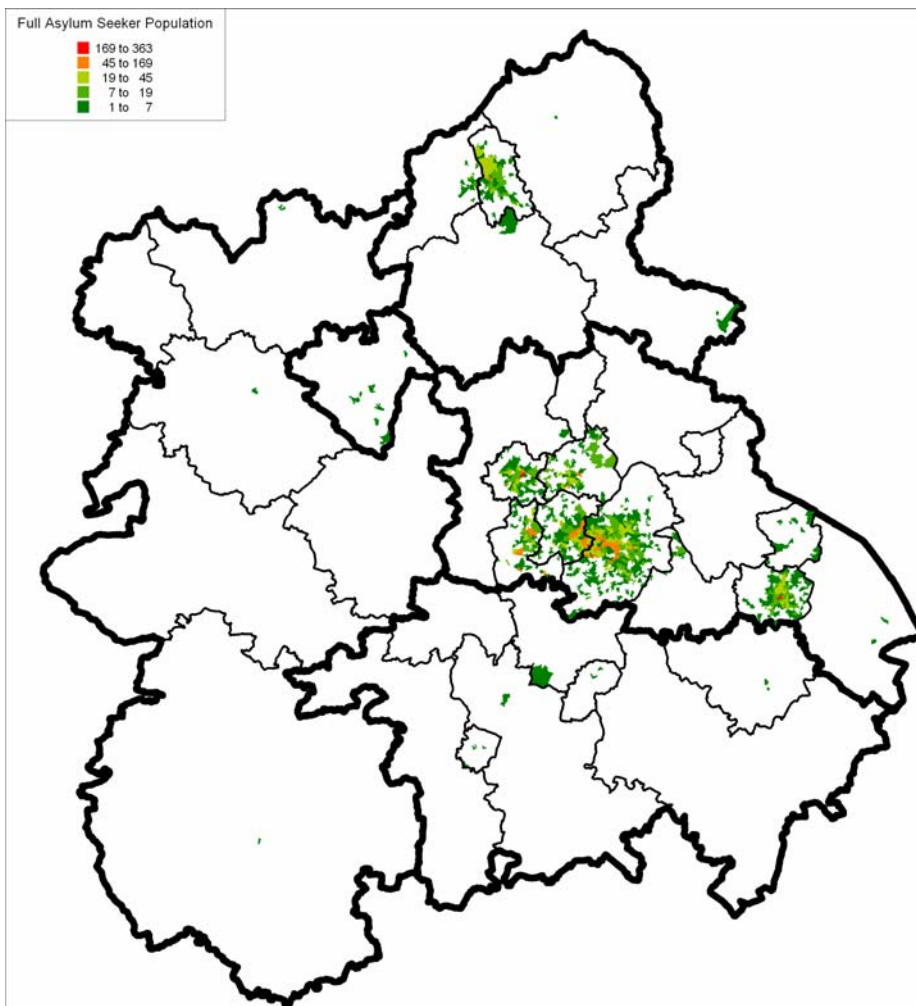 Full Asylum Seeker Population
169 to 363
45 to 169
19 to 45
7 to 19
1 to 7